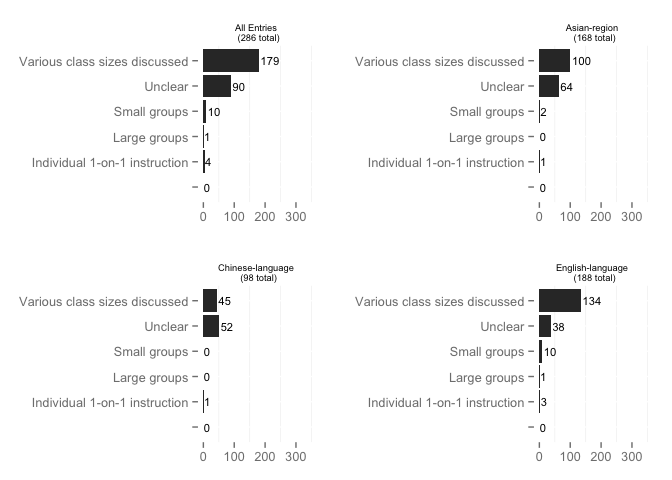 All Entries
(286 total)
Various class sizes discussed 179
Unclear 90
Small groups 10
Large groups 1
Individual 1-on-1 instruction 4
0
0 100 200 300
Asian-region
(168 total)
Various class sizes discussed 100
Unclear 64
Small groups 2
Large groups 0
Individual 1-on-1 instruction 1
0
0 100 200 300
Chinese-language
(98 total)
Various class sizes discussed 45
Unclear 52
Small groups 0
Large groups 0
Individual 1-on-1 instruction 1
0
0 100 200 300
English-language
(188 total)
Various class sizes discussed 134
Unclear 38
Small groups 10
Large groups 1
Individual 1-on-1 instruction 3
0
0 100 200 300